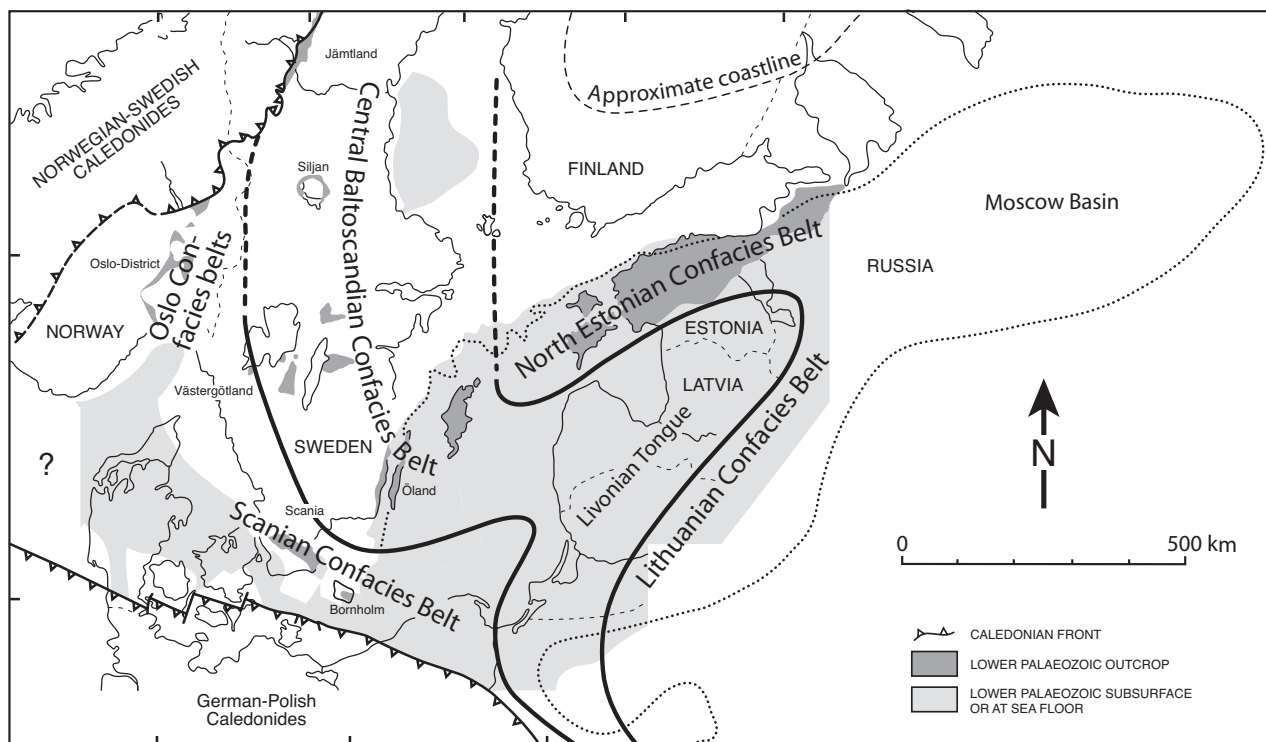 Jämtland
Approximate coastline
NORWEGIAN-SWEDISH
CALEDONIDES
Central Baltoscandian Confacies Belt
Siljan
FINLAND
Moscow Basin
Oslo-District
Oslo Con-
facies belts
North Estonian Confacies Belt
RUSSIA
NORWAY
ESTONIA
Västergötland
LATVIA
SWEDEN
Livonian Tongue
Lithuanian Confacies Belt
?
Öland
N
Scania
Scanian Confacies Belt
0 500 km
Bornholm
CALEDONIAN FRONT
LOWER PALAEOZOIC OUTCROP
LOWER PALAEOZOIC SUBSURFACE
OR AT SEA FLOOR
German-Polish
Caledonides